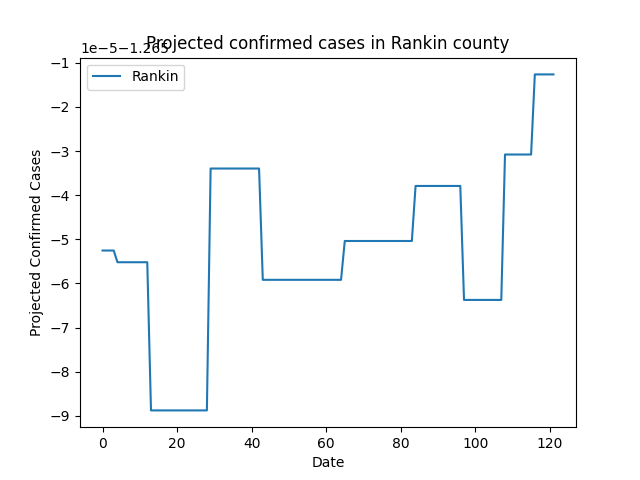 Projected confirmed cases in Rankin county
1e−5−1.265
Rankin
−1
−2
−3
−4
−5
−6
−7
−8
−9
Projected Confirmed Cases
0 20 40 60 80 100 120
Date